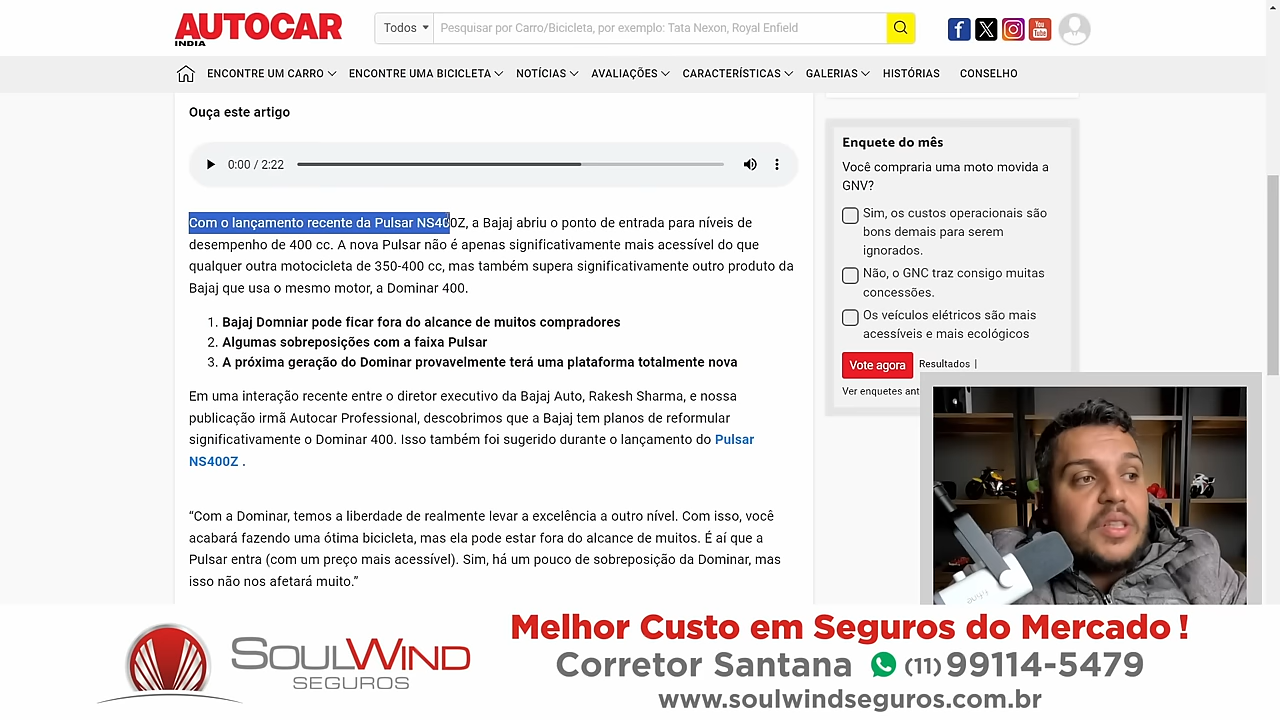 AUTOCAR
INDIA
Todos
Pesquisar por Carro/Bicicleta, por exemplo: Tata Nexon, Royal Enfield
ENCONTRE UM CARRO
ENCONTRE UMA BICICLETA
NOTÍCIAS
AVALIAÇÕES
CARACTERÍSTICAS
GALERIAS
HISTÓRIAS
CONSELHO
Ouça este artigo
0:00 / 2:22
Com o lançamento recente da Pulsar NS400Z, a Bajaj abriu o ponto de entrada para níveis de
desempenho de 400 cc. A nova Pulsar não é apenas significativamente mais acessível do que
qualquer outra motocicleta de 350-400 cc, mas também supera significativamente outro produto da
Bajaj que usa o mesmo motor, a Dominar 400.
1. Bajaj Domniar pode ficar fora do alcance de muitos compradores
2. Algumas sobreposições com a faixa Pulsar
3. A próxima geração do Dominar provavelmente terá uma plataforma totalmente nova
Em uma interação recente entre o diretor executivo da Bajaj Auto, Rakesh Sharma, e nossa
publicação irmã Autocar Professional, descobrimos que a Bajaj tem planos de reformular
significativamente o Dominar 400. Isso também foi sugerido durante o lançamento do Pulsar
NS400Z .
“Com a Dominar, temos a liberdade de realmente levar a excelência a outro nível. Com isso, você
acabará fazendo uma ótima bicicleta, mas ela pode estar fora do alcance de muitos. É aí que a
Pulsar entra (com um preço mais acessível). Sim, há um pouco de sobreposição da Dominar, mas
isso não nos afetará muito.”
Enquete do mês
Você compraria uma moto movida a
GNV?
Sim, os custos operacionais são
bons demais para serem
ignorados.
Não, o GNC traz consigo muitas
concessões.
Os veículos elétricos são mais
acessíveis e mais ecológicos
Vote agora
Resultados |
Ver enquetes ant
SOULWIND
SEGUROS
Melhor Custo em Seguros do Mercado !
Corretor Santana (11) 99114-5479
www.soulwindseguros.com.br